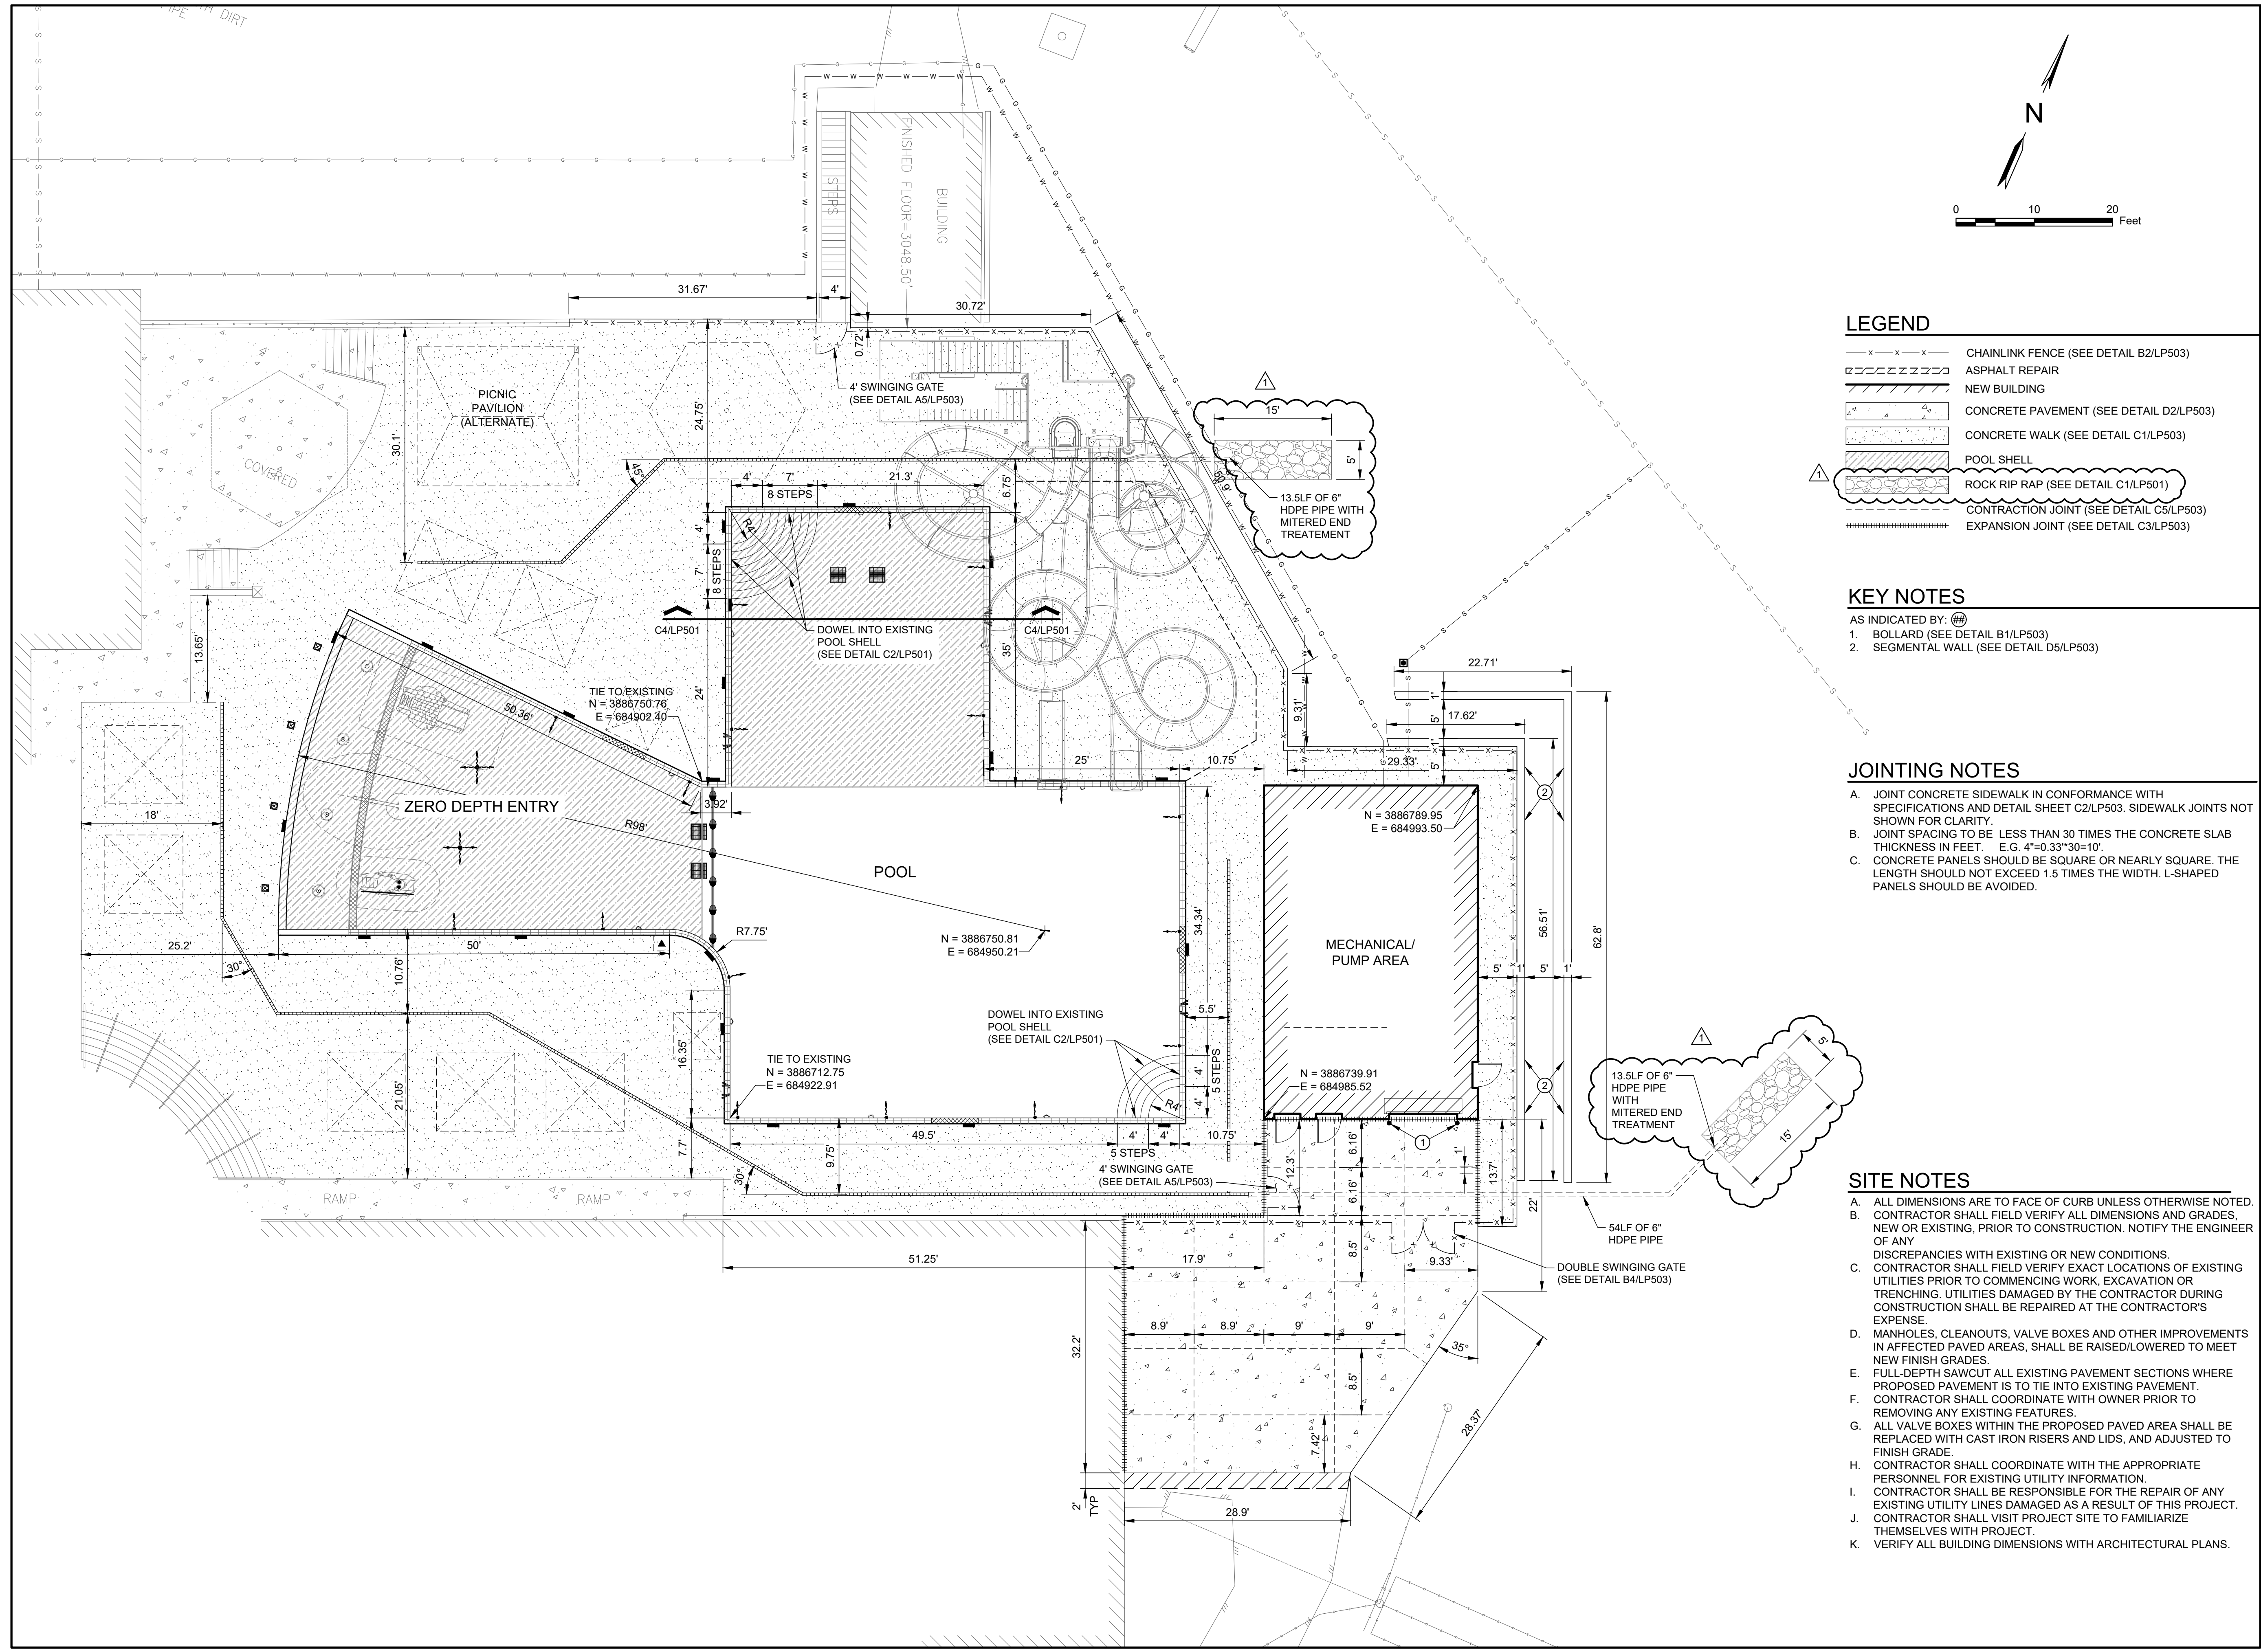 PIPE
TH DIRT
N
0 10 20
Feet
STEPS
FINISHED FLOOR=3048.50'
BUILDING
31.67'
4'
30.72'
0.72'
4' SWINGING GATE
(SEE DETAIL A5/LP503)
PICNIC
PAVILION
(ALTERNATE)
COVERED
30.1'
24.75'
45°
4'
7'
8 STEPS
21.3'
6.75'
R4'
4'
7'
8 STEPS
24'
35'
50.9'
15'
5'
1
13.5LF OF 6"
HDPE PIPE WITH
MITERED END
TREATEMENT
C4/LP501
C4/LP501
DOWEL INTO EXISTING
POOL SHELL
(SEE DETAIL C2/LP501)
TIE TO EXISTING
N = 3886750.76
E = 684902.40
13.65'
50.36'
ZERO DEPTH ENTRY
3.92'
R98'
18'
25.2'
50'
30°
10.76'
21.05'
R7.75'
POOL
N = 3886750.81
E = 684950.21
25'
10.75'
9.31'
29.33'
22.71'
1'
5'
17.62'
1'
5'
N = 3886789.95
E = 684993.50
2
34.34'
5.5'
MECHANICAL/
PUMP AREA
56.51'
62.8'
5'
1'
5'
1'
DOWEL INTO EXISTING
POOL SHELL
(SEE DETAIL C2/LP501)
16.35'
TIE TO EXISTING
N = 3886712.75
E = 684922.91
4'
4'
5 STEPS
R4'
N = 3886739.91
E = 684985.52
2
1
13.5LF OF 6"
HDPE PIPE
WITH
MITERED END
TREATMENT
5'
15'
49.5'
4'
4'
5 STEPS
10.75'
1
7.7'
9.75'
30°
4' SWINGING GATE
(SEE DETAIL A5/LP503)
12.3'
6.16'
6.16'
1'
13.7'
22'
RAMP
RAMP
54LF OF 6"
HDPE PIPE
51.25'
17.9'
8.5'
9.33'
DOUBLE SWINGING GATE
(SEE DETAIL B4/LP503)
32.2'
8.9'
8.9'
9'
9'
35°
8.5'
7.42'
28.37'
2'
TYP
28.9'
LEGEND
CHAINLINK FENCE (SEE DETAIL B2/LP503)
ASPHALT REPAIR
NEW BUILDING
CONCRETE PAVEMENT (SEE DETAIL D2/LP503)
CONCRETE WALK (SEE DETAIL C1/LP503)
POOL SHELL
1
ROCK RIP RAP (SEE DETAIL C1/LP501)
CONTRACTION JOINT (SEE DETAIL C5/LP503)
EXPANSION JOINT (SEE DETAIL C3/LP503)
KEY NOTES
AS INDICATED BY: ##
1. BOLLARD (SEE DETAIL B1/LP503)
2. SEGMENTAL WALL (SEE DETAIL D5/LP503)
JOINTING NOTES
A. JOINT CONCRETE SIDEWALK IN CONFORMANCE WITH
SPECIFICATIONS AND DETAIL SHEET C2/LP503. SIDEWALK JOINTS NOT
SHOWN FOR CLARITY.
B. JOINT SPACING TO BE LESS THAN 30 TIMES THE CONCRETE SLAB
THICKNESS IN FEET. E.G. 4"=0.33'*30=10'.
C. CONCRETE PANELS SHOULD BE SQUARE OR NEARLY SQUARE. THE
LENGTH SHOULD NOT EXCEED 1.5 TIMES THE WIDTH. L-SHAPED
PANELS SHOULD BE AVOIDED.
SITE NOTES
A. ALL DIMENSIONS ARE TO FACE OF CURB UNLESS OTHERWISE NOTED.
B. CONTRACTOR SHALL FIELD VERIFY ALL DIMENSIONS AND GRADES,
NEW OR EXISTING, PRIOR TO CONSTRUCTION. NOTIFY THE ENGINEER
OF ANY
DISCREPANCIES WITH EXISTING OR NEW CONDITIONS.
C. CONTRACTOR SHALL FIELD VERIFY EXACT LOCATIONS OF EXISTING
UTILITIES PRIOR TO COMMENCING WORK, EXCAVATION OR
TRENCHING. UTILITIES DAMAGED BY THE CONTRACTOR DURING
CONSTRUCTION SHALL BE REPAIRED AT THE CONTRACTOR'S
EXPENSE.
D. MANHOLES, CLEANOUTS, VALVE BOXES AND OTHER IMPROVEMENTS
IN AFFECTED PAVED AREAS, SHALL BE RAISED/LOWERED TO MEET
NEW FINISH GRADES.
E. FULL-DEPTH SAWCUT ALL EXISTING PAVEMENT SECTIONS WHERE
PROPOSED PAVEMENT IS TO TIE INTO EXISTING PAVEMENT.
F. CONTRACTOR SHALL COORDINATE WITH OWNER PRIOR TO
REMOVING ANY EXISTING FEATURES.
G. ALL VALVE BOXES WITHIN THE PROPOSED PAVED AREA SHALL BE
REPLACED WITH CAST IRON RISERS AND LIDS, AND ADJUSTED TO
FINISH GRADE.
H. CONTRACTOR SHALL COORDINATE WITH THE APPROPRIATE
PERSONNEL FOR EXISTING UTILITY INFORMATION.
I. CONTRACTOR SHALL BE RESPONSIBLE FOR THE REPAIR OF ANY
EXISTING UTILITY LINES DAMAGED AS A RESULT OF THIS PROJECT.
J. CONTRACTOR SHALL VISIT PROJECT SITE TO FAMILIARIZE
THEMSELVES WITH PROJECT.
K. VERIFY ALL BUILDING DIMENSIONS WITH ARCHITECTURAL PLANS.